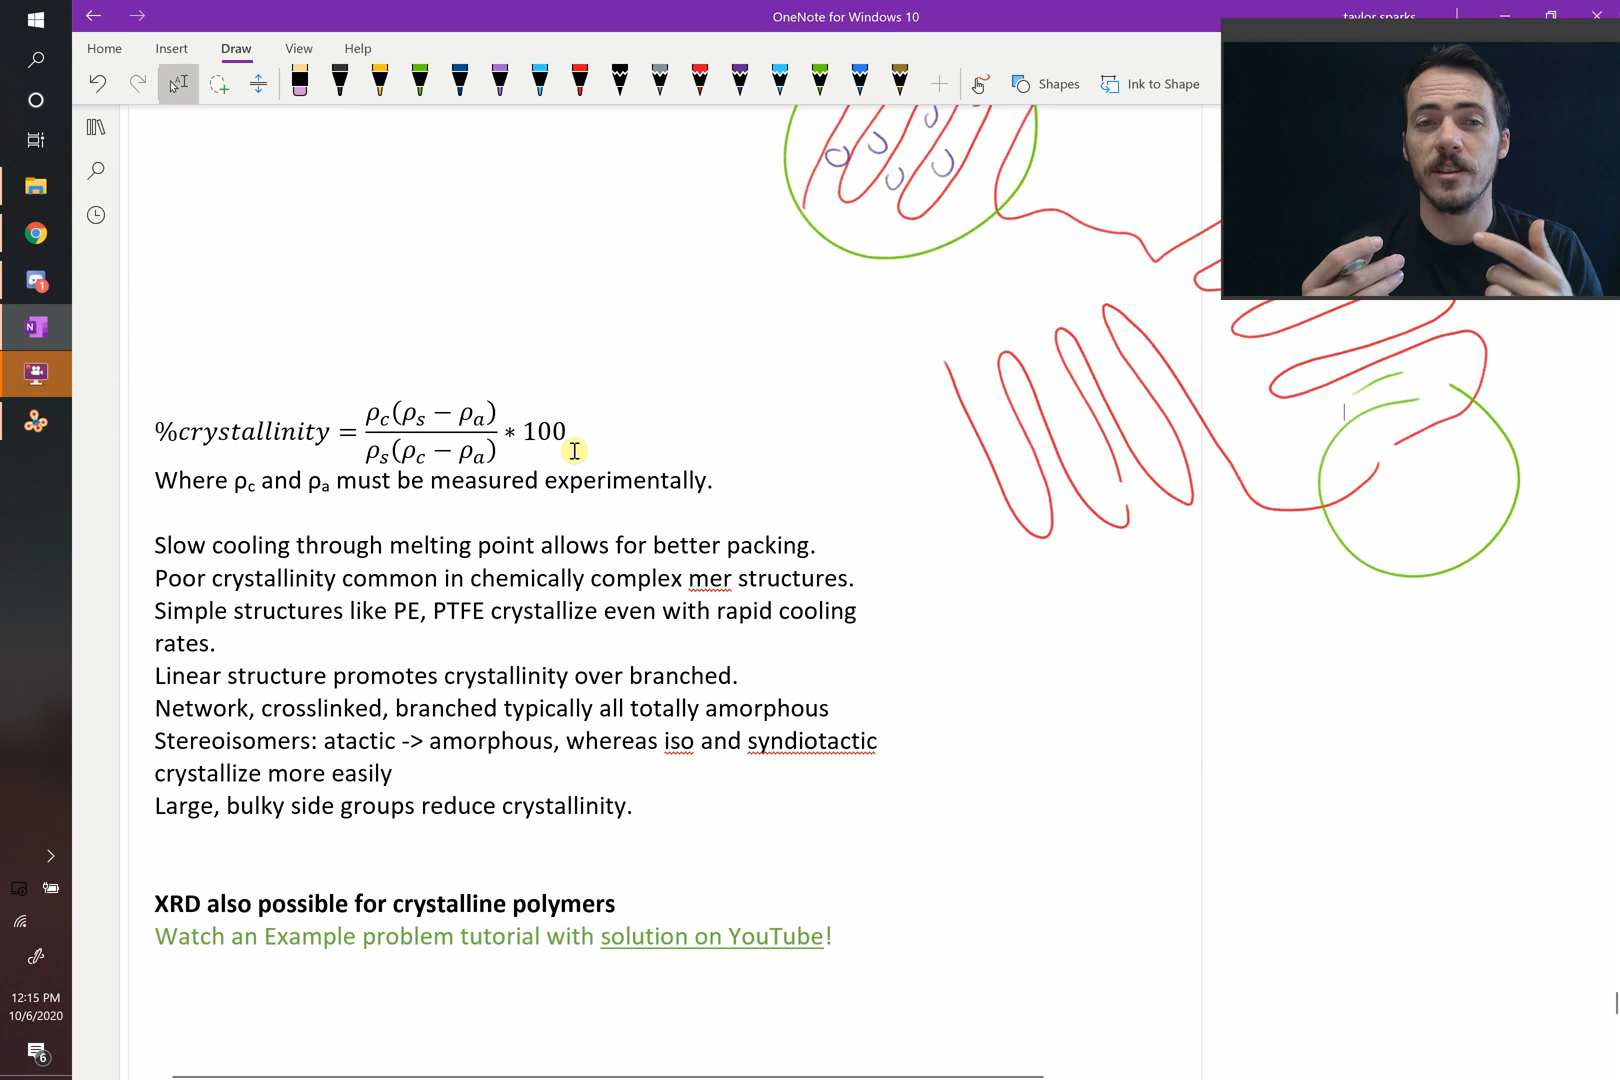 OneNote for Windows 10
taylor sparks
Home Insert Draw View Help
Shapes Ink to Shape
%crystallinity = ρc(ρs − ρa) / ρs(ρc − ρa) ∗ 100
Where ρc and ρa must be measured experimentally.
Slow cooling through melting point allows for better packing.
Poor crystallinity common in chemically complex mer structures.
Simple structures like PE, PTFE crystallize even with rapid cooling
rates.
Linear structure promotes crystallinity over branched.
Network, crosslinked, branched typically all totally amorphous
Stereoisomers: atactic -> amorphous, whereas iso and syndiotactic
crystallize more easily
Large, bulky side groups reduce crystallinity.
XRD also possible for crystalline polymers
Watch an Example problem tutorial with solution on YouTube!
12:15 PM
10/6/2020
6
1